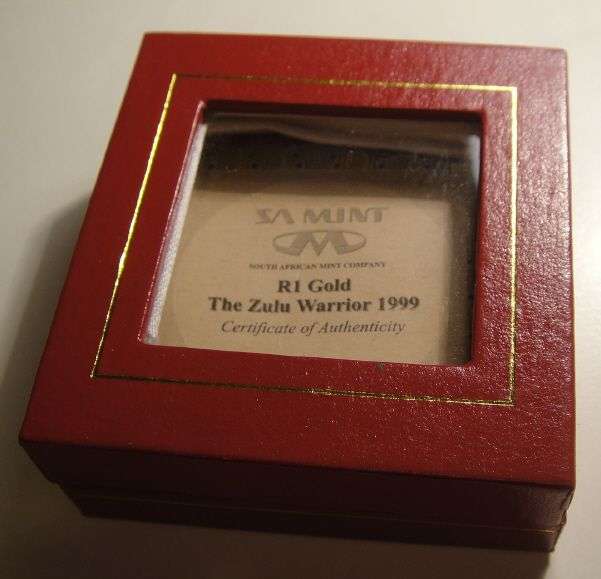 SA MINT
SOUTH AFRICAN MINT COMPANY
R1 Gold
The Zulu Warrior 1999
Certificate of Authenticity